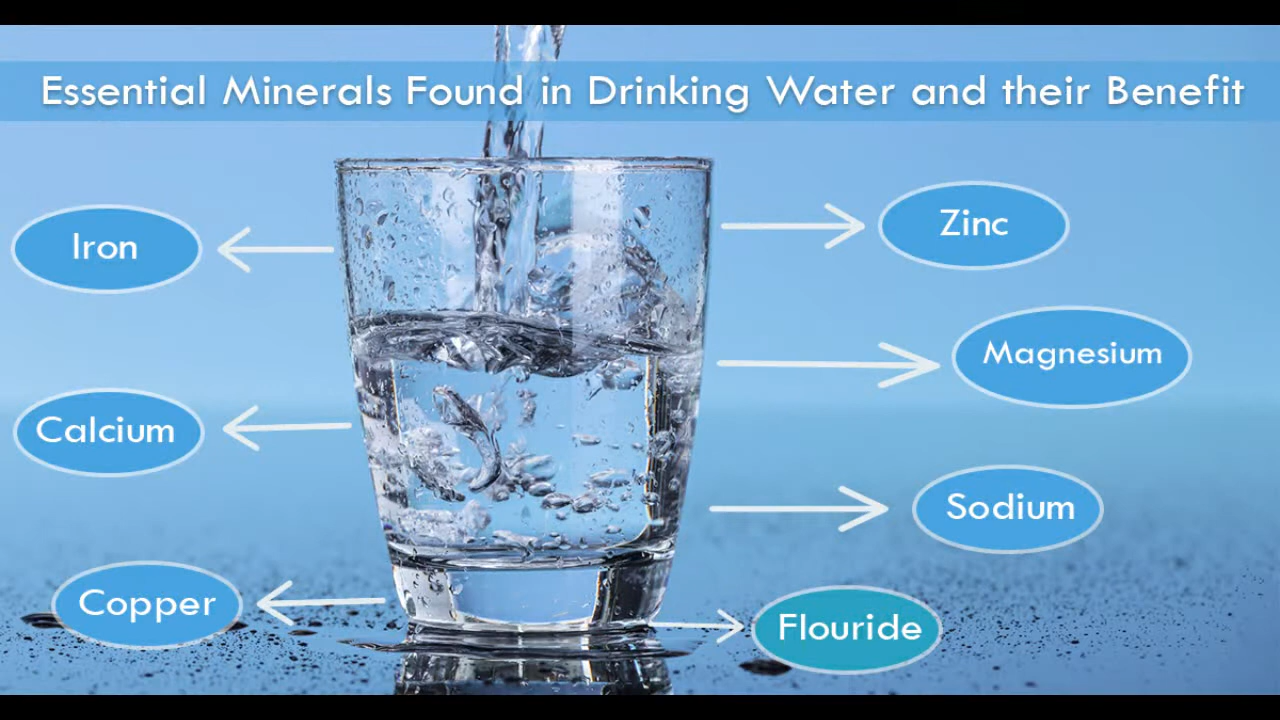 Essential Minerals Found in Drinking Water and their Benefit
Iron
Zinc
Magnesium
Calcium
Sodium
Copper
Flouride